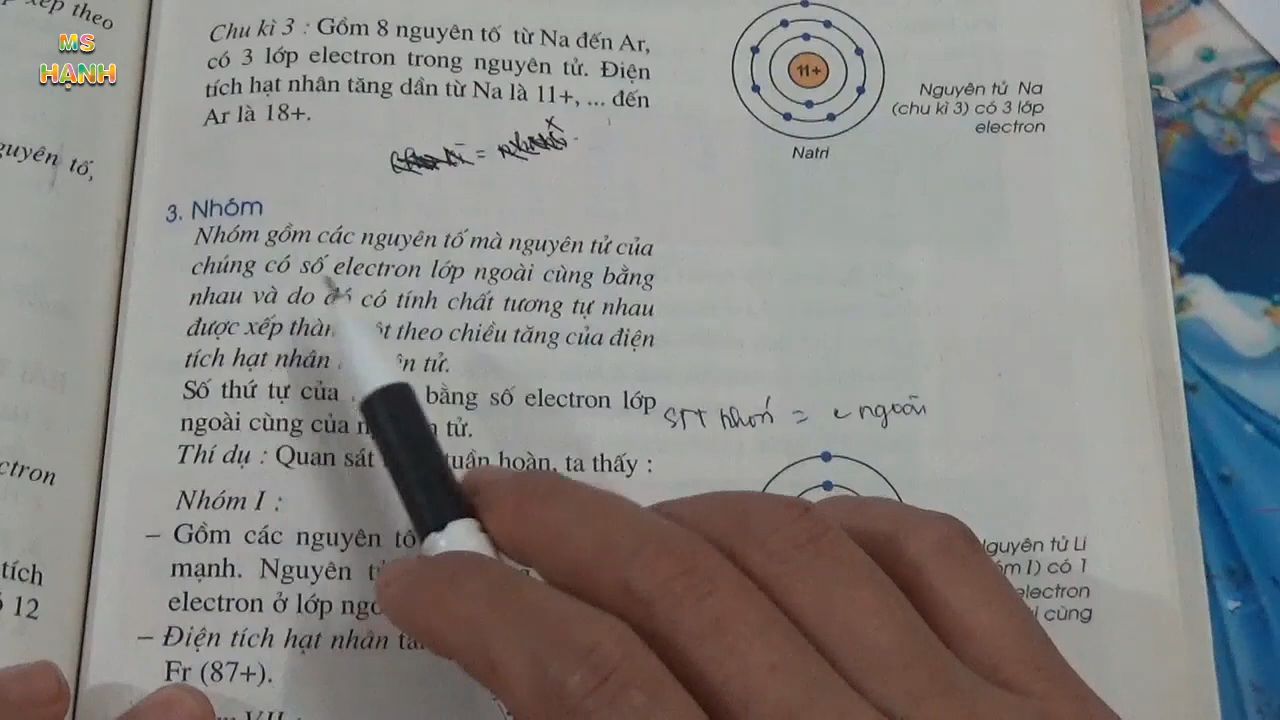 MS
HẠNH
xếp theo
nguyên tố,
ctron
tích
12
Chu kì 3 : Gồm 8 nguyên tố từ Na đến Ar,
có 3 lớp electron trong nguyên tử. Điện
tích hạt nhân tăng dần từ Na là 11+, ... đến
Ar là 18+.
11+
Natri
Nguyên tử Na
(chu kì 3) có 3 lớp
electron
3. Nhóm
Nhóm gồm các nguyên tố mà nguyên tử của
chúng có số electron lớp ngoài cùng bằng
nhau và do có tính chất tương tự nhau
được xếp theo chiều tăng của điện
tích hạt nhân tử.
Số thứ tự của bằng số electron lớp
ngoài cùng của tử.
STT nhóm = e ngoài
Thí dụ : Quan sát tuần hoàn, ta thấy :
Nhóm I :
– Gồm các nguyên tố
mạnh. Nguyên
electron ở lớp
– Điện tích hạt nhân
Fr (87+).
Nguyên tử Li
I) có 1
electron
cùng